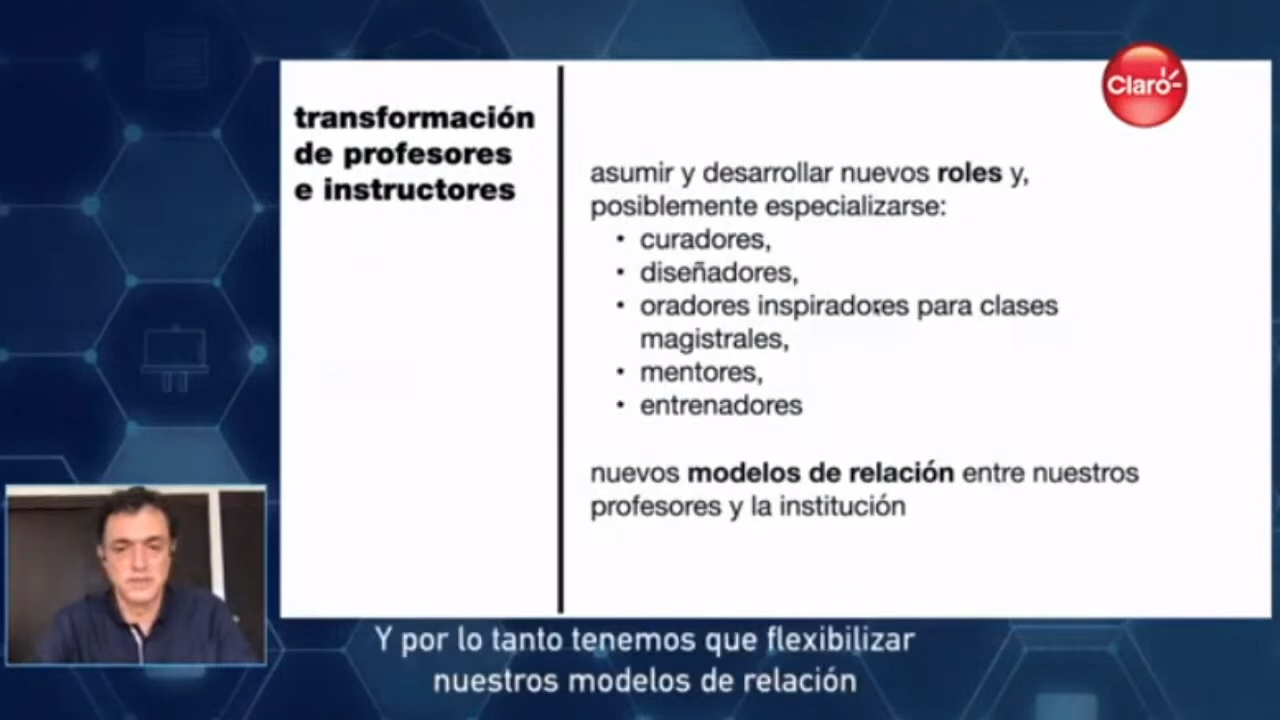 Claro-
transformación
de profesores
e instructores
asumir y desarrollar nuevos roles y,
posiblemente especializarse:
• curadores,
• diseñadores,
• oradores inspiradores para clases
magistrales,
• mentores,
• entrenadores
nuevos modelos de relación entre nuestros
profesores y la institución
Y por lo tanto tenemos que flexibilizar
nuestros modelos de relación